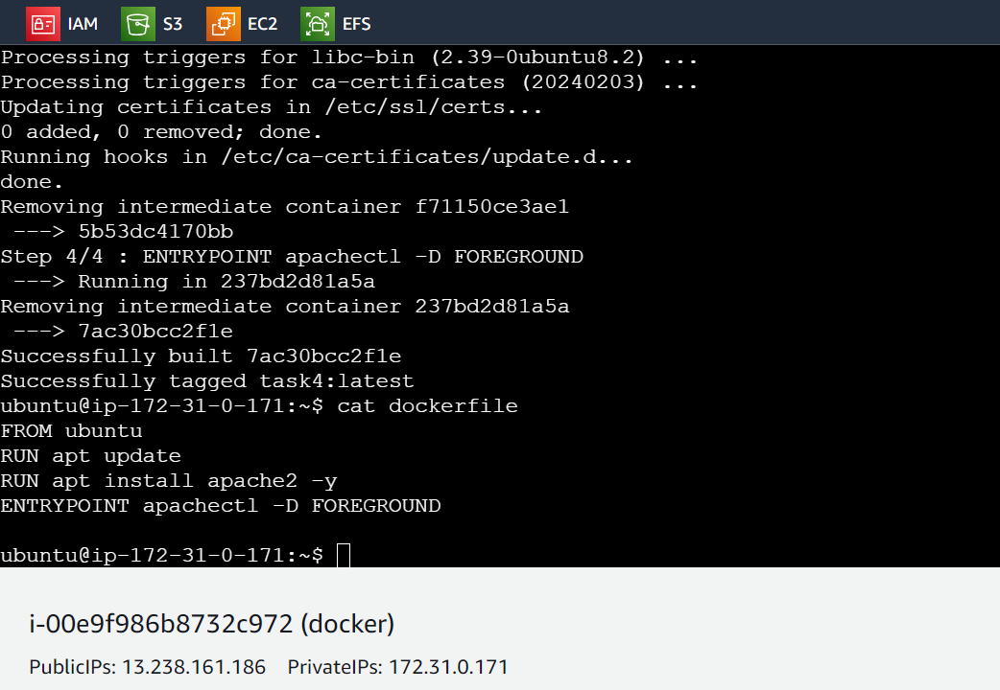 IAM S3 EC2 EFS
Processing triggers for libc-bin (2.39-0ubuntu8.2) ...
Processing triggers for ca-certificates (20240203) ...
Updating certificates in /etc/ssl/certs...
0 added, 0 removed; done.
Running hooks in /etc/ca-certificates/update.d...
done.
Removing intermediate container f71150ce3ae1
 ---> 5b53dc4170bb
Step 4/4 : ENTRYPOINT apachectl -D FOREGROUND
 ---> Running in 237bd2d81a5a
Removing intermediate container 237bd2d81a5a
 ---> 7ac30bcc2f1e
Successfully built 7ac30bcc2f1e
Successfully tagged task4:latest
ubuntu@ip-172-31-0-171:~$ cat dockerfile
FROM ubuntu
RUN apt update
RUN apt install apache2 -y
ENTRYPOINT apachectl -D FOREGROUND
ubuntu@ip-172-31-0-171:~$
i-00e9f986b8732c972 (docker)
PublicIPs: 13.238.161.186 PrivateIPs: 172.31.0.171